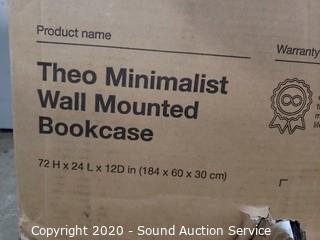 Product name
Warranty
Theo Minimalist
Wall Mounted
Bookcase
72 H x 24 L x 12D in (184 x 60 x 30 cm)
Copyright 2020 - Sound Auction Service